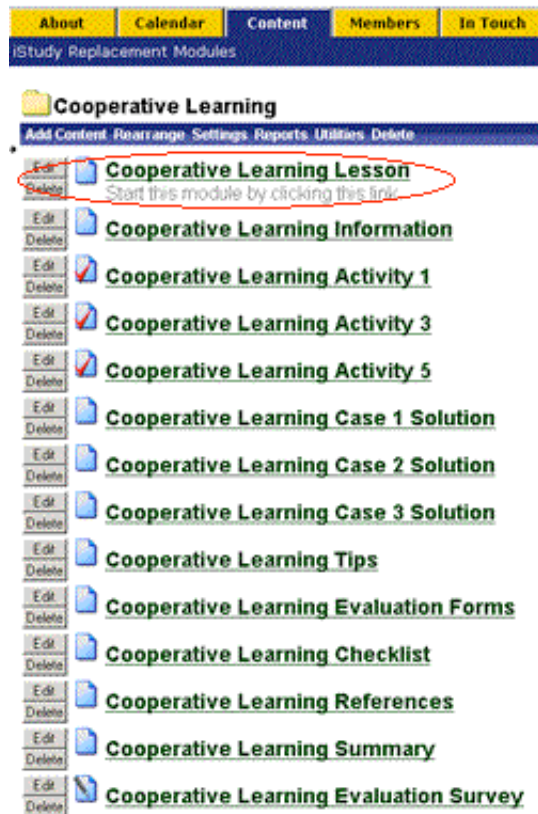 About Calendar Content Members In Touch
iStudy Replacement Modules
Cooperative Learning
Add Content Rearrange Settings Reports Utilities Delete
Edit Cooperative Learning Lesson
Delete Start this module by clicking this link
Edit
Delete Cooperative Learning Information
Edit
Delete Cooperative Learning Activity 1
Edit
Delete Cooperative Learning Activity 3
Edit
Delete Cooperative Learning Activity 5
Edit
Delete Cooperative Learning Case 1 Solution
Edit
Delete Cooperative Learning Case 2 Solution
Edit
Delete Cooperative Learning Case 3 Solution
Edit
Delete Cooperative Learning Tips
Edit
Delete Cooperative Learning Evaluation Forms
Edit
Delete Cooperative Learning Checklist
Edit
Delete Cooperative Learning References
Edit
Delete Cooperative Learning Summary
Edit
Delete Cooperative Learning Evaluation Survey